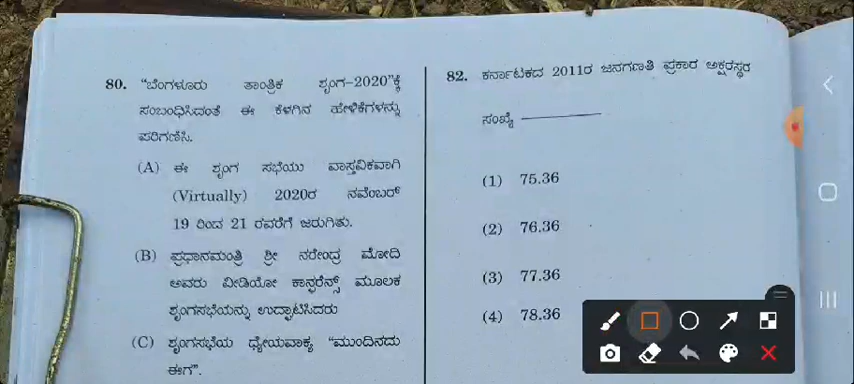 80. “ಬೆಂಗಳೂರು ತಾಂತ್ರಿಕ ಶೃಂಗ-2020”ಕ್ಕೆ
ಸಂಬಂಧಿಸಿದಂತೆ ಈ ಕೆಳಗಿನ ಹೇಳಿಕೆಗಳನ್ನು
ಪರಿಗಣಿಸಿ.
(A) ಈ ಶೃಂಗ ಸಭೆಯು ವಾಸ್ತವಿಕವಾಗಿ
(Virtually) 2020ರ ನವೆಂಬರ್
19 ರಿಂದ 21 ರವರೆಗೆ ಜರುಗಿತು.
(B) ಪ್ರಧಾನಮಂತ್ರಿ ಶ್ರೀ ನರೇಂದ್ರ ಮೋದಿ
ಅವರು ವೀಡಿಯೋ ಕಾನ್ಫರೆನ್ಸ್ ಮೂಲಕ
ಶೃಂಗಸಭೆಯನ್ನು ಉದ್ಘಾಟಿಸಿದರು
(C) ಶೃಂಗಸಭೆಯ ಧ್ಯೇಯವಾಕ್ಯ “ಮುಂದಿನದು
ಈಗ”.
82. ಕರ್ನಾಟಕದ 2011ರ ಜನಗಣತಿ ಪ್ರಕಾರ ಅಕ್ಷರಸ್ಥರ
ಸಂಖ್ಯೆ
(1) 75.36
(2) 76.36
(3) 77.36
(4) 78.36